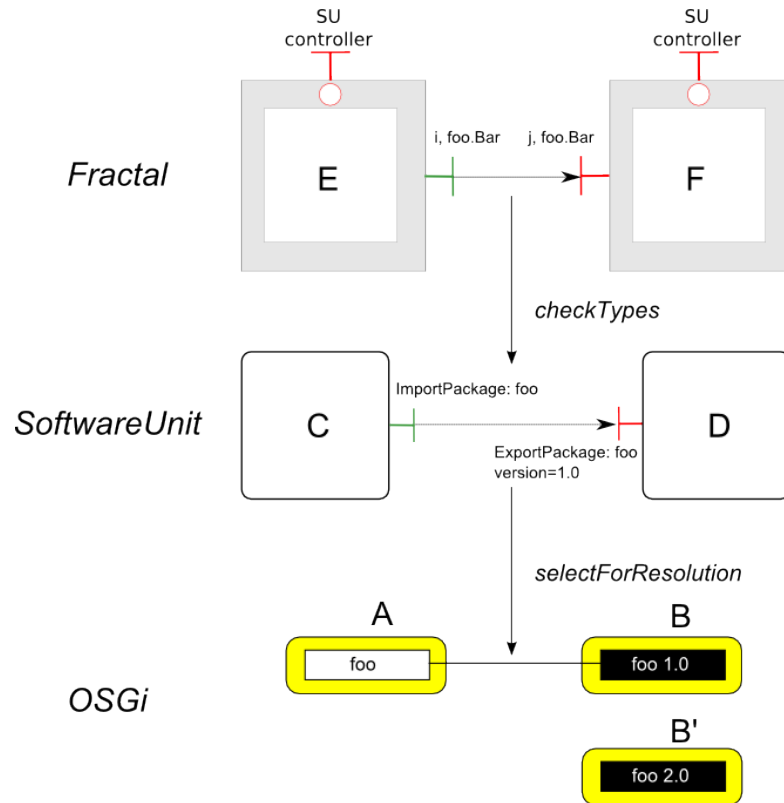 SU
controller
SU
controller
i, foo.Bar
j, foo.Bar
Fractal
E
F
checkTypes
ImportPackage: foo
SoftwareUnit
C
D
ExportPackage: foo
version=1.0
selectForResolution
A
B
foo
foo 1.0
OSGi
B'
foo 2.0